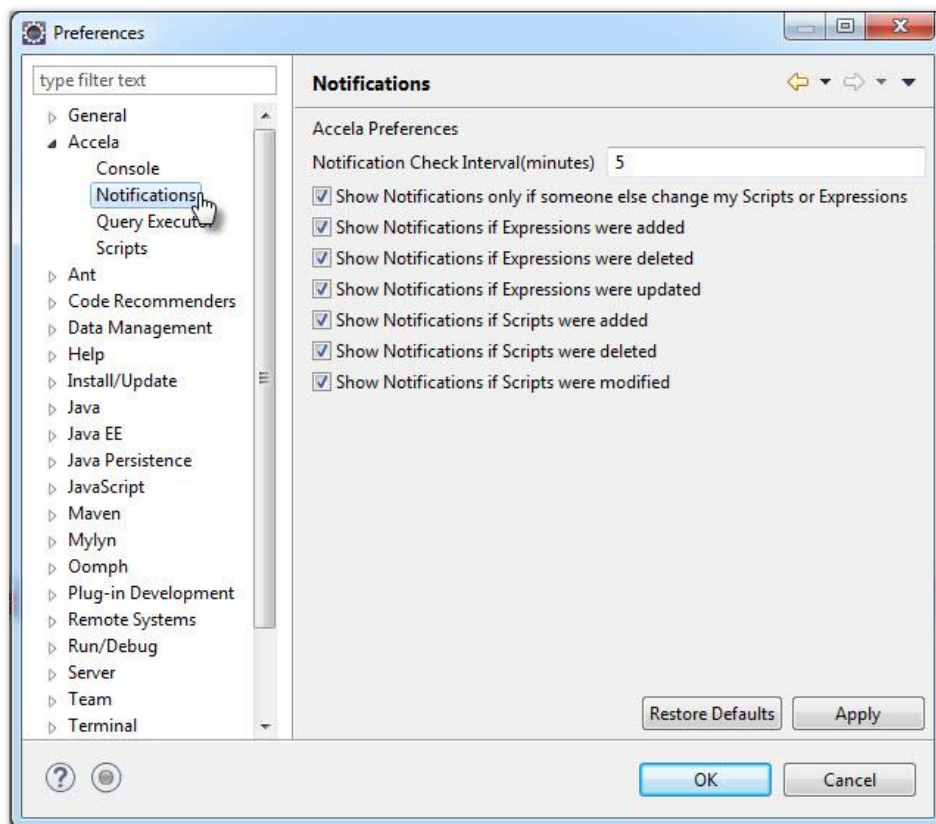 Preferences
type filter text
General
Accela
Console
Notifications
Query Execut
Scripts
Ant
Code Recommenders
Data Management
Help
Install/Update
Java
Java EE
Java Persistence
JavaScript
Maven
Mylyn
Oomph
Plug-in Development
Remote Systems
Run/Debug
Server
Team
Terminal
Notifications
Accela Preferences
Notification Check Interval(minutes) 5
Show Notifications only if someone else change my Scripts or Expressions
Show Notifications if Expressions were added
Show Notifications if Expressions were deleted
Show Notifications if Expressions were updated
Show Notifications if Scripts were added
Show Notifications if Scripts were deleted
Show Notifications if Scripts were modified
Restore Defaults Apply
? OK Cancel